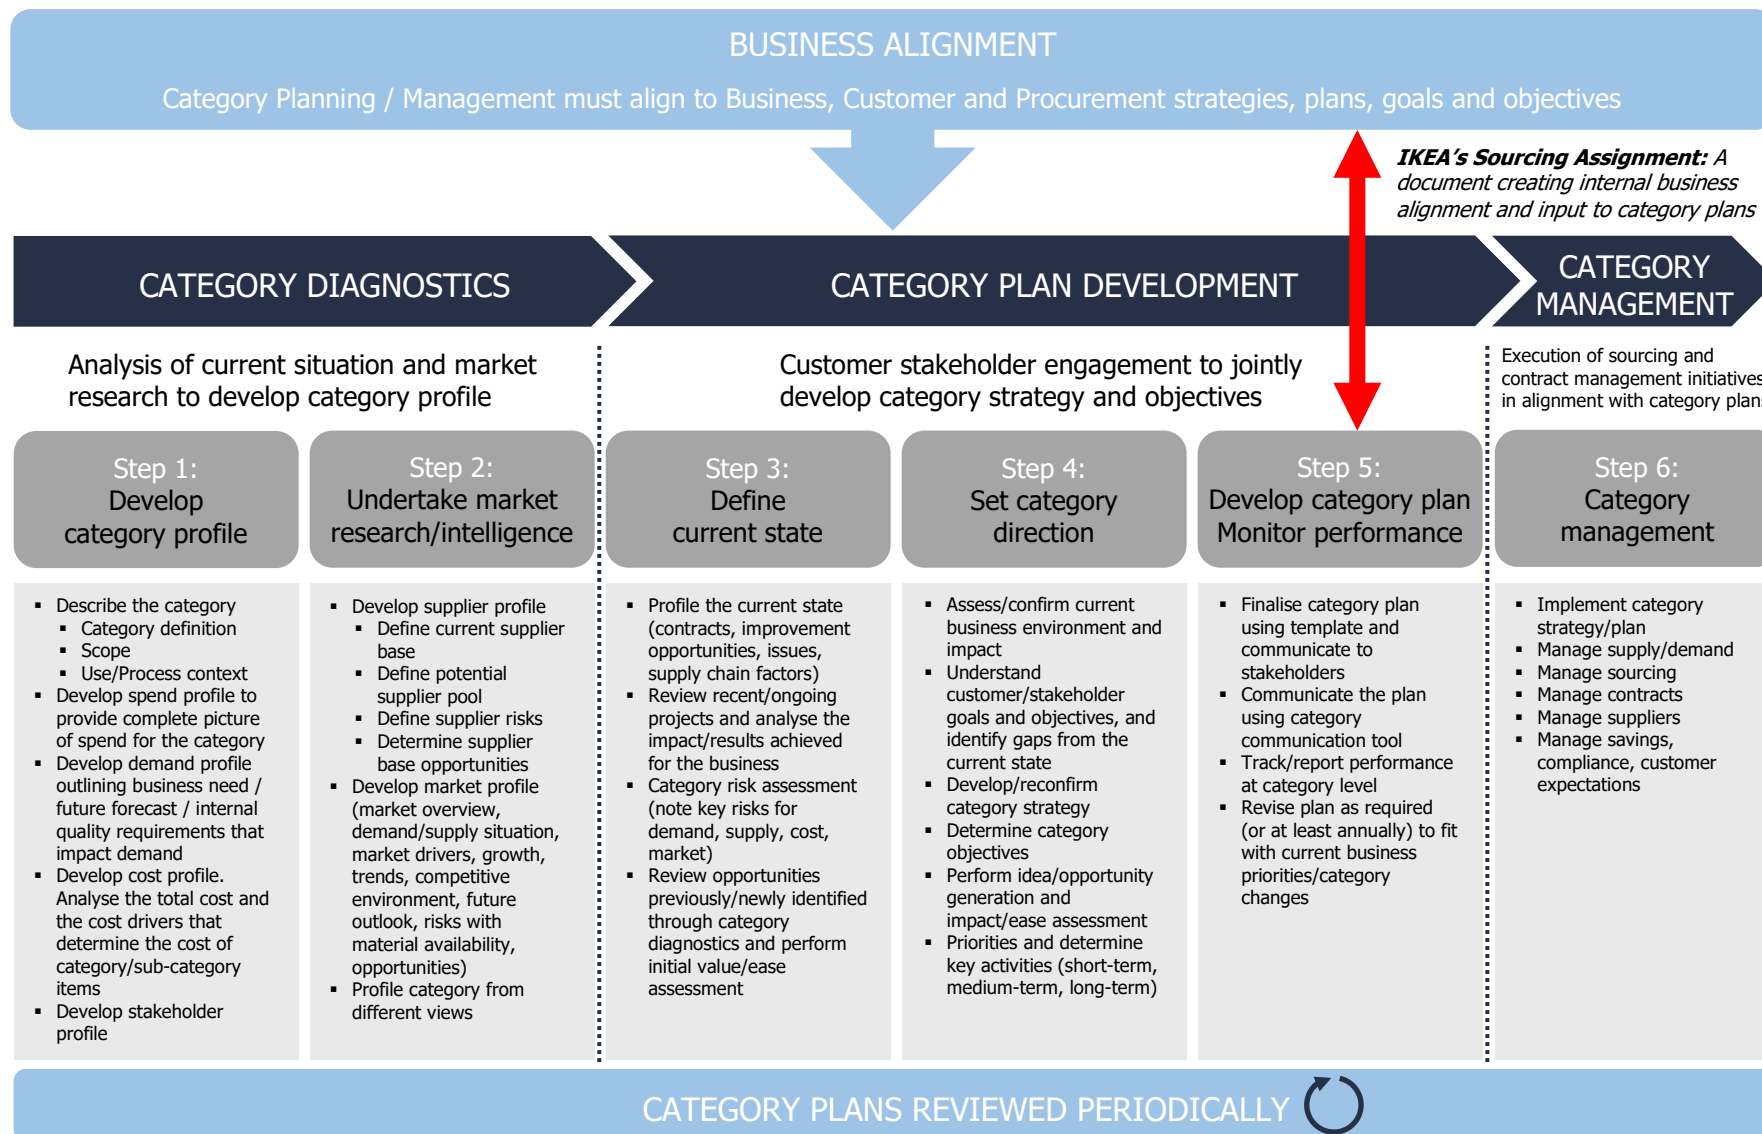 BUSINESS ALIGNMENT
Category Planning / Management must align to Business, Customer and Procurement strategies, plans, goals and objectives
IKEA's Sourcing Assignment: A
document creating internal business
alignment and input to category plans
CATEGORY DIAGNOSTICS
CATEGORY PLAN DEVELOPMENT
CATEGORY
MANAGEMENT
Analysis of current situation and market
research to develop category profile
Customer stakeholder engagement to jointly
develop category strategy and objectives
Execution of sourcing and
contract management initiatives
in alignment with category plans
Step 1:
Develop
category profile
▪ Describe the category
▪ Category definition
▪ Scope
▪ Use/Process context
▪ Develop spend profile to
provide complete picture
of spend for the category
▪ Develop demand profile
outlining business need /
future forecast / internal
quality requirements that
impact demand
▪ Develop cost profile.
Analyse the total cost and
the cost drivers that
determine the cost of
category/sub-category
items
▪ Develop stakeholder
profile
Step 2:
Undertake market
research/intelligence
▪ Develop supplier profile
▪ Define current supplier
base
▪ Define potential
supplier pool
▪ Define supplier risks
▪ Determine supplier
base opportunities
▪ Develop market profile
(market overview,
demand/supply situation,
market drivers, growth,
trends, competitive
environment, future
outlook, risks with
material availability,
opportunities)
▪ Profile category from
different views
Step 3:
Define
current state
▪ Profile the current state
(contracts, improvement
opportunities, issues,
supply chain factors)
▪ Review recent/ongoing
projects and analyse the
impact/results achieved
for the business
▪ Category risk assessment
(note key risks for
demand, supply, cost,
market)
▪ Review opportunities
previously/newly identified
through category
diagnostics and perform
initial value/ease
assessment
Step 4:
Set category
direction
▪ Assess/confirm current
business environment and
impact
▪ Understand
customer/stakeholder
goals and objectives, and
identify gaps from the
current state
▪ Develop/reconfirm
category strategy
▪ Determine category
objectives
▪ Perform idea/opportunity
generation and
impact/ease assessment
▪ Priorities and determine
key activities (short-term,
medium-term, long-term)
Step 5:
Develop category plan
Monitor performance
▪ Finalise category plan
using template and
communicate to
stakeholders
▪ Communicate the plan
using category
communication tool
▪ Track/report performance
at category level
▪ Revise plan as required
(or at least annually) to fit
with current business
priorities/category
changes
Step 6:
Category
management
▪ Implement category
strategy/plan
▪ Manage supply/demand
▪ Manage sourcing
▪ Manage contracts
▪ Manage suppliers
▪ Manage savings,
compliance, customer
expectations
CATEGORY PLANS REVIEWED PERIODICALLY